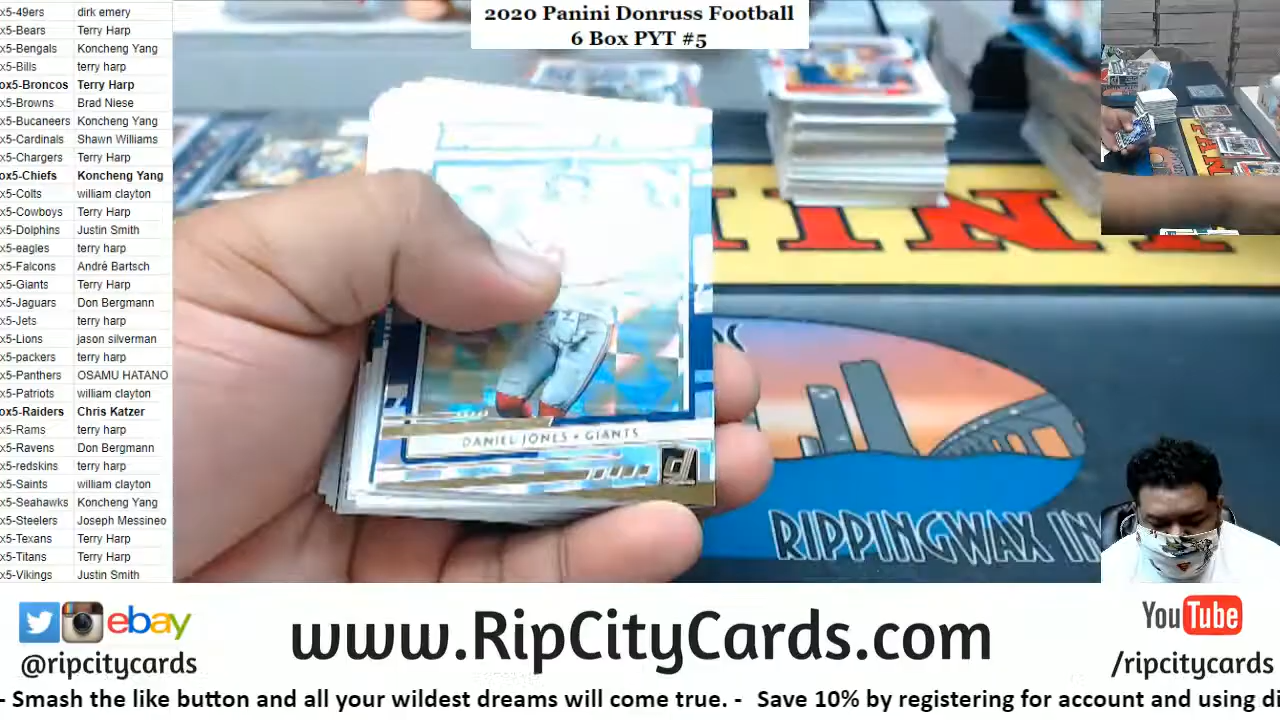 2020 Panini Donruss Football
6 Box PYT #5
x5-49ers dirk emery
x5-Bears Terry Harp
x5-Bengals Koncheng Yang
x5-Bills terry harp
ox5-Broncos Terry Harp
x5-Browns Brad Niese
x5-Bucaneers Koncheng Yang
x5-Cardinals Shawn Williams
x5-Chargers Terry Harp
ox5-Chiefs Koncheng Yang
x5-Colts william clayton
x5-Cowboys Terry Harp
x5-Dolphins Justin Smith
x5-eagles terry harp
x5-Falcons André Bartsch
x5-Giants Terry Harp
x5-Jaguars Don Bergmann
x5-Jets terry harp
x5-Lions jason silverman
x5-packers terry harp
x5-Panthers OSAMU HATANO
x5-Patriots william clayton
ox5-Raiders Chris Katzer
x5-Rams terry harp
x5-Ravens Don Bergmann
x5-redskins terry harp
x5-Saints william clayton
x5-Seahawks Koncheng Yang
x5-Steelers Joseph Messineo
x5-Texans Terry Harp
x5-Titans Terry Harp
x5-Vikings Justin Smith
DANIEL JONES • GIANTS
d
INI
RIPPINGWAX IN
ebay
@ripcitycards
www.RipCityCards.com
YouTube
/ripcitycards
- Smash the like button and all your wildest dreams will come true. - Save 10% by registering for account and using di